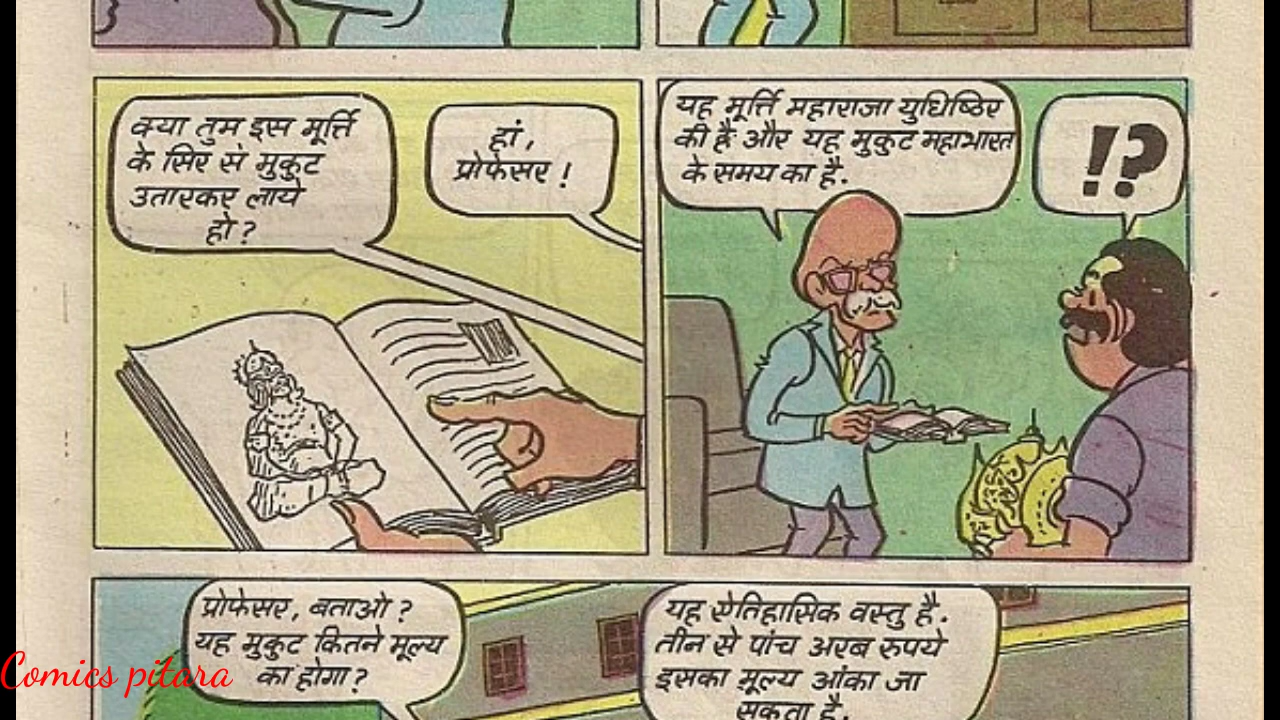 क्या तुम इस मूर्त्ति
के सिर से मुकुट
उतारकर लाये
हो ?
हां,
प्रोफेसर !
यह मूर्त्ति महाराजा युधिष्ठिर
की है और यह मुकुट महाभारत
के समय का है.
!?
प्रोफेसर, बताओ ?
यह मुकुट कितने मूल्य
का होगा ?
यह ऐतिहासिक वस्तु है.
तीन से पांच अरब रुपये
इसका मूल्य आंका जा
सकता है.
Comics pitara